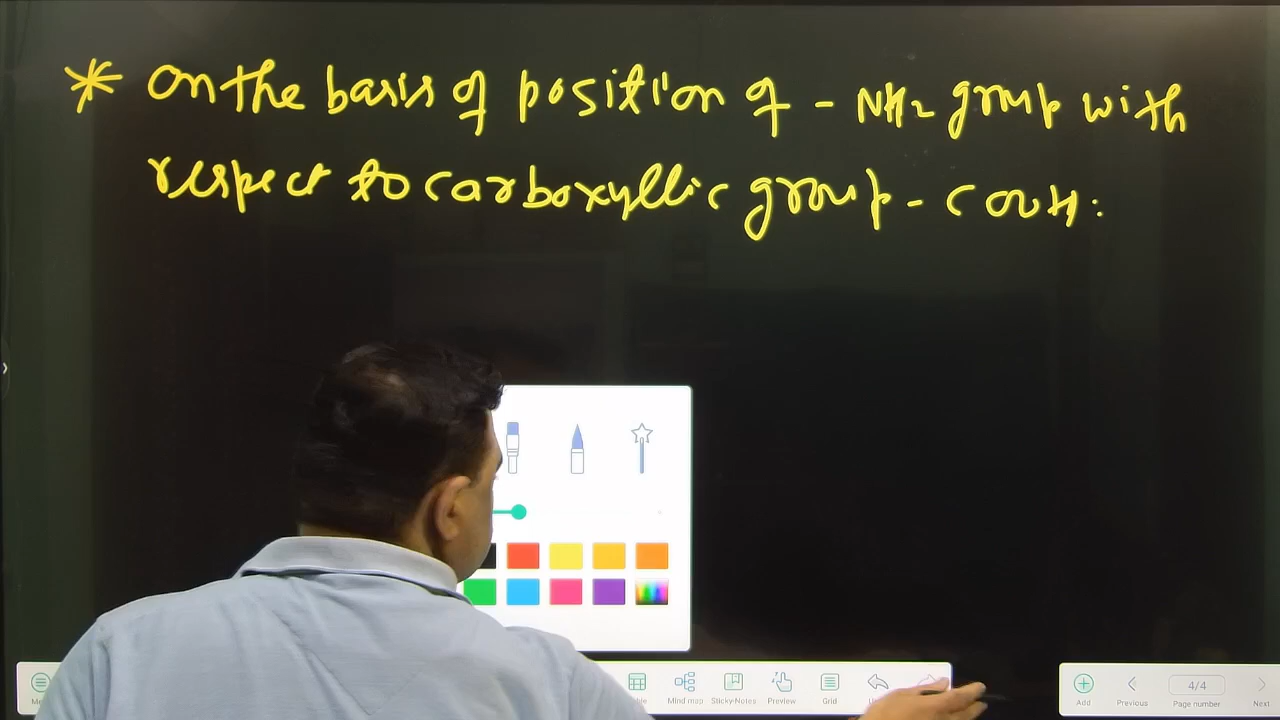 * On the basis of position of - NH2 group with
respect to carboxyllic group - COOH:
Mind map
Sticky Notes
Preview
Grid
Add
Previous
4/4
Page number
Next